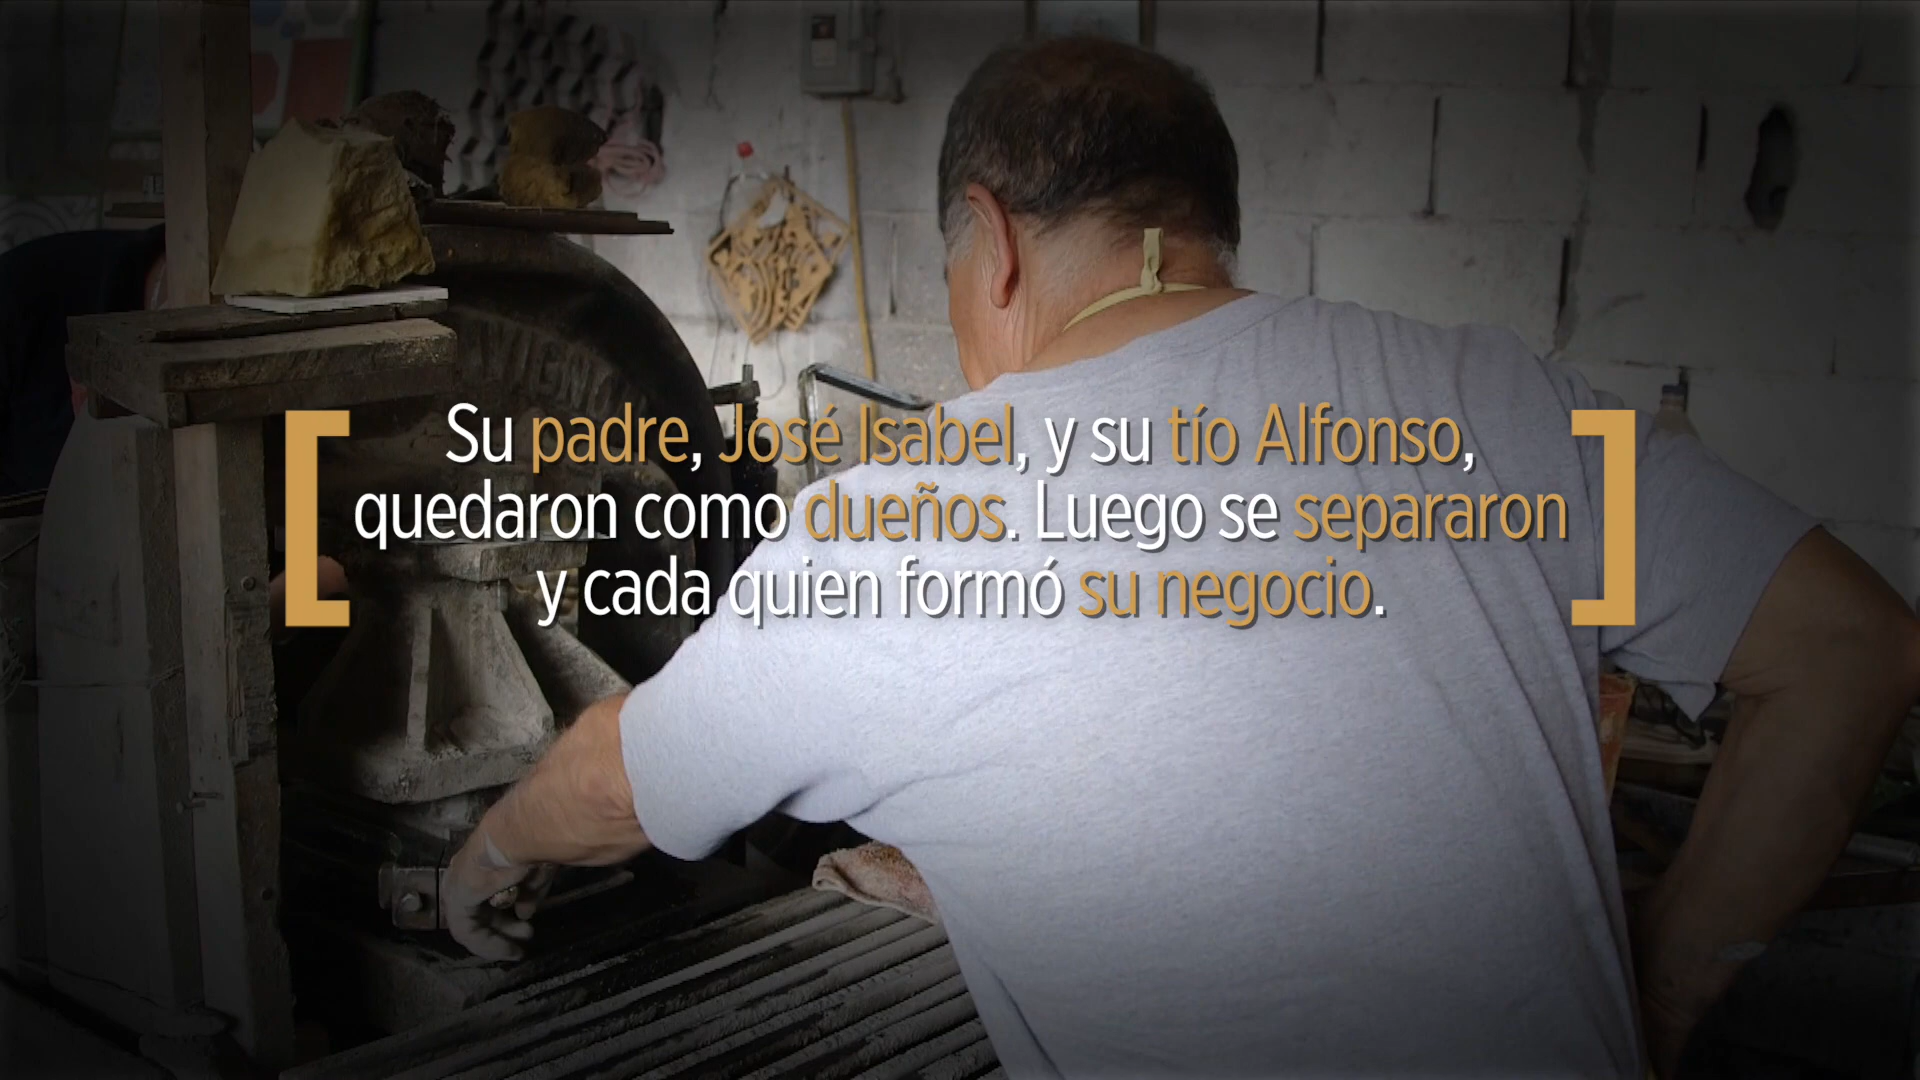 Su padre, José Isabel, y su tío Alfonso,
quedaron como dueños. Luego se separaron
y cada quien formó su negocio.